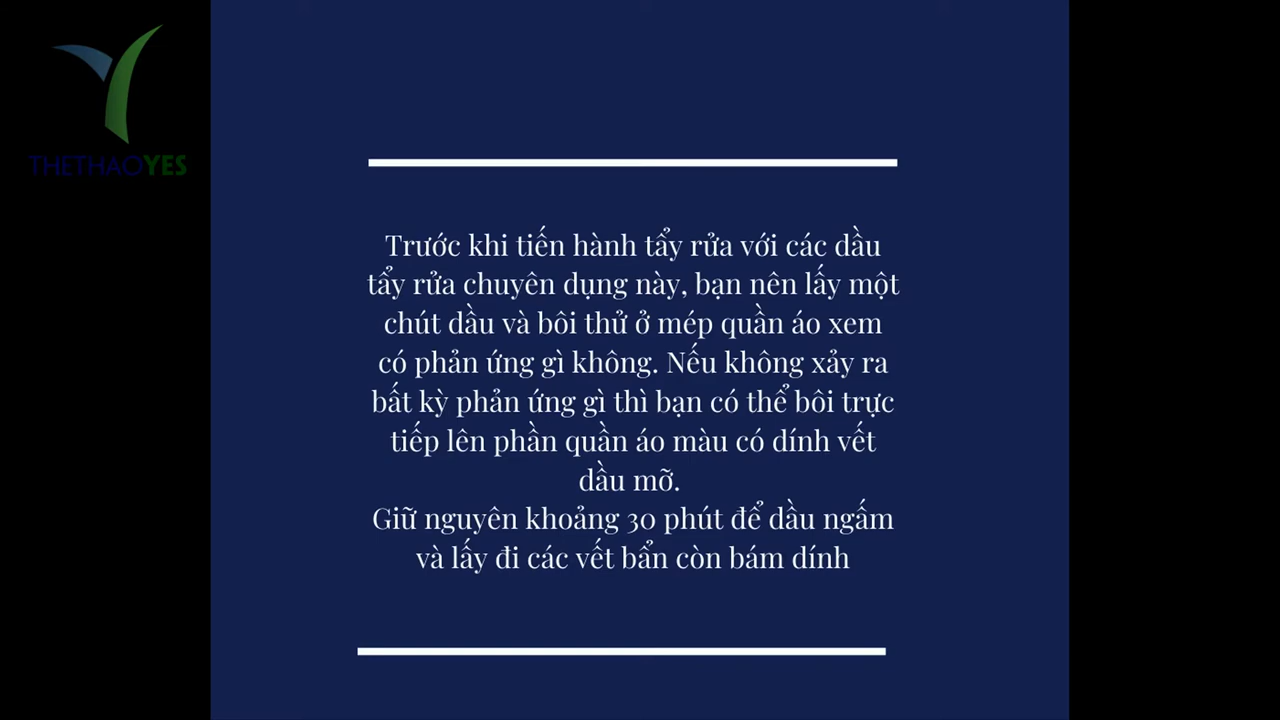 THETHAOYES
Trước khi tiến hành tẩy rửa với các dầu
tẩy rửa chuyên dụng này, bạn nên lấy một
chút dầu và bôi thử ở mép quần áo xem
có phản ứng gì không. Nếu không xảy ra
bất kỳ phản ứng gì thì bạn có thể bôi trực
tiếp lên phần quần áo màu có dính vết
dầu mỡ.
Giữ nguyên khoảng 30 phút để dầu ngấm
và lấy đi các vết bẩn còn bám dính